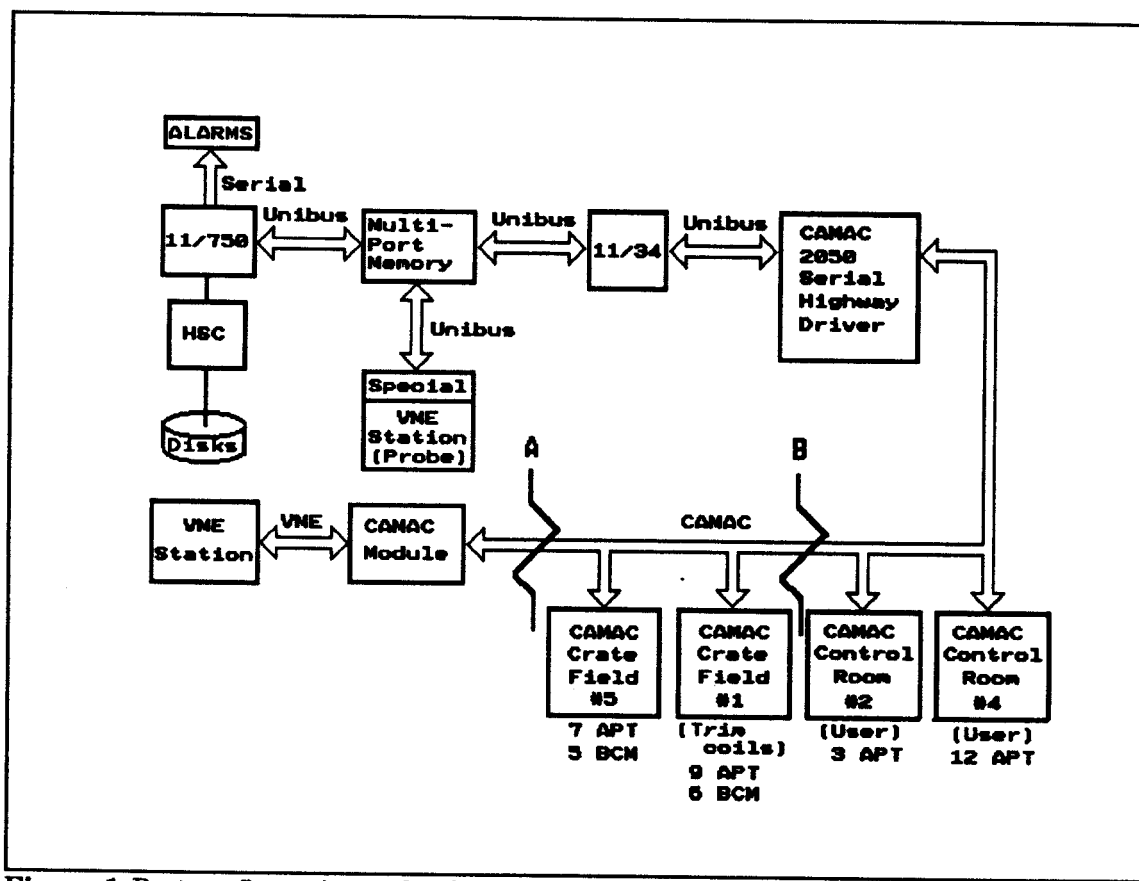 ALARMS
Serial
11/750
Unibus
Multi-
Port
Memory
Unibus
11/34
Unibus
CAMAC
2050
Serial
Highway
Driver
HSC
Unibus
Disks
Special
VME
Station
(Probe)
A
B
VME
Station
VME
CAMAC
Module
CAMAC
CAMAC
Crate
Field
#5
7 APT
5 BCM
CAMAC
Crate
Field
#1
(Trim
coils)
9 APT
6 BCM
CAMAC
Control
Room
#2
(User)
3 APT
CAMAC
Control
Room
#4
(User)
12 APT